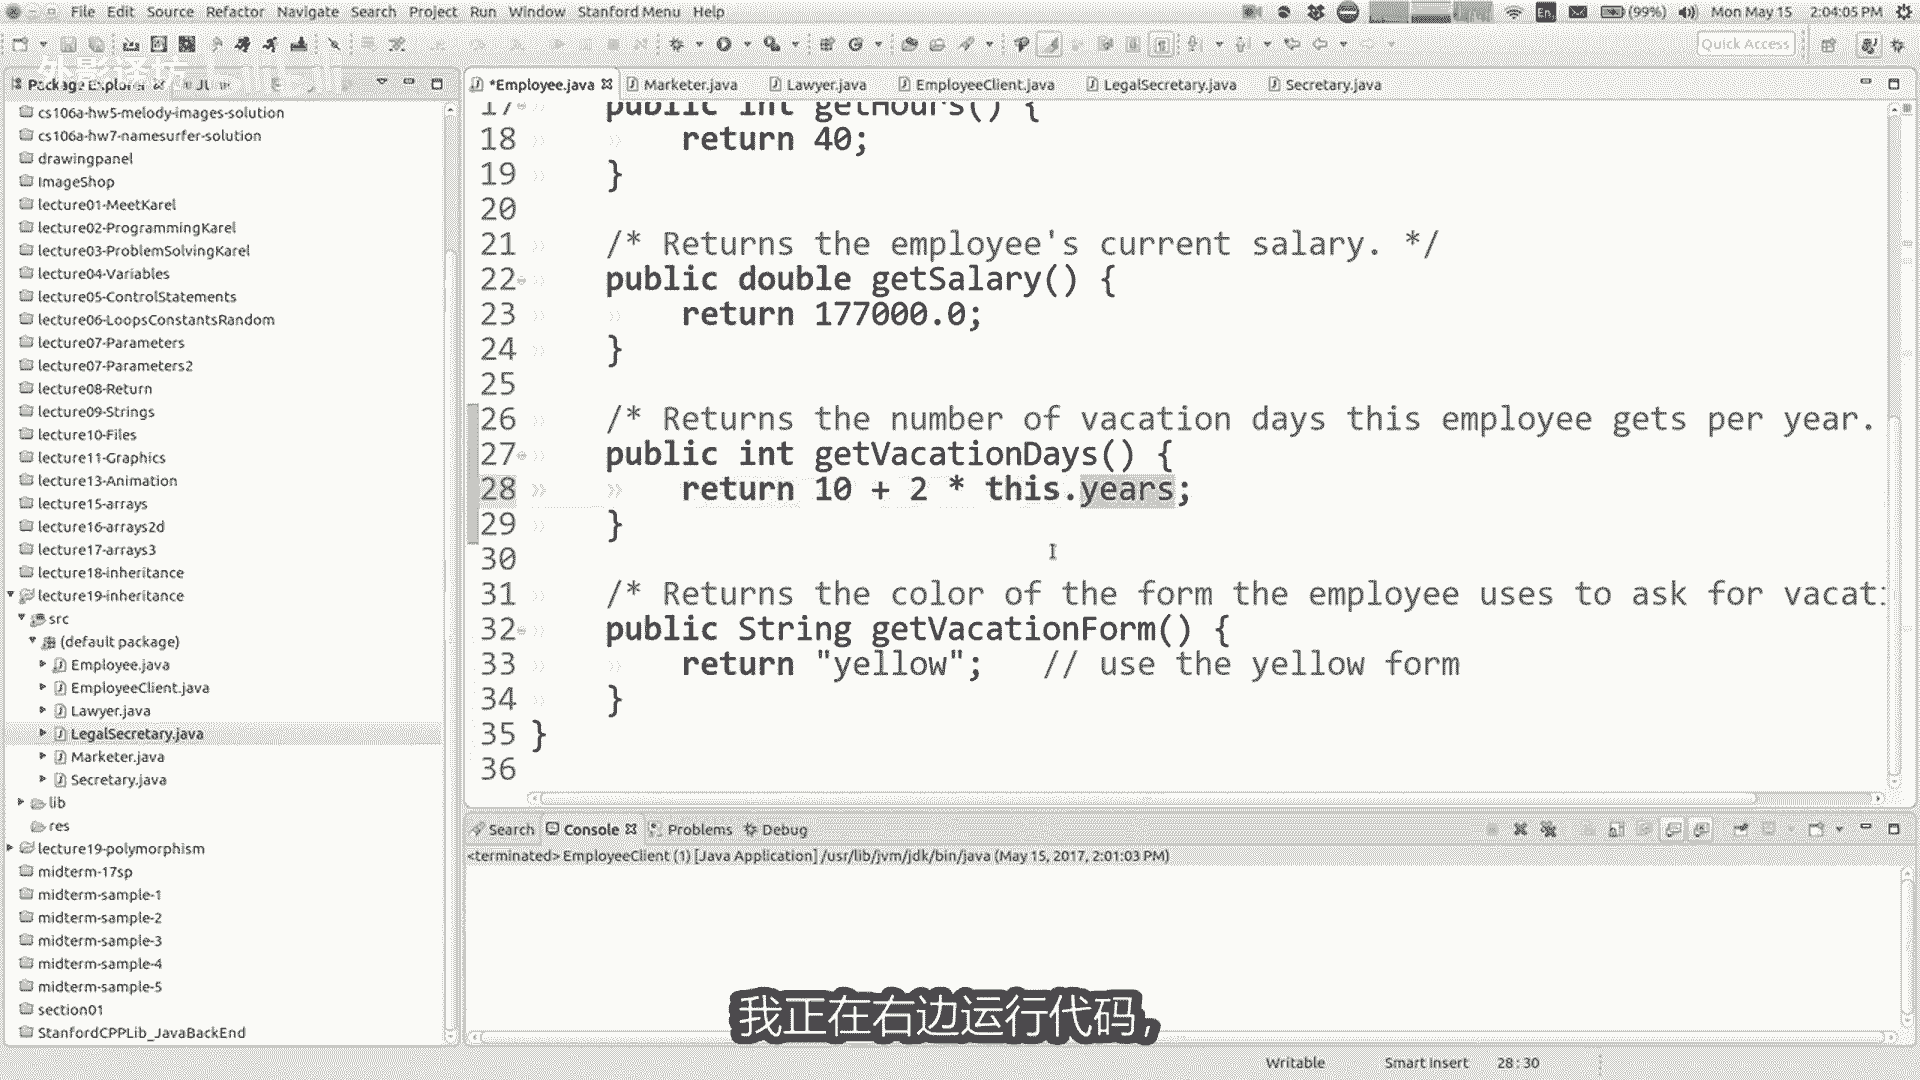 File Edit Source Refactor Navigate Search Project Run Window Stanford Menu Help
En
(99%)
Mon May 15
2:04:05 PM
Quick Access
Package Explorer
*Employee.java
Marketer.java
Lawyer.java
EmployeeClient.java
LegalSecretary.java
Secretary.java
cs106a-hw5-melody-images-solution
cs106a-hw7-namesurfer-solution
drawingpanel
ImageShop
lecture01-MeetKarel
lecture02-ProgrammingKarel
lecture03-ProblemSolvingKarel
lecture04-Variables
lecture05-ControlStatements
lecture06-LoopsConstantsRandom
lecture07-Parameters
lecture07-Parameters2
lecture08-Return
lecture09-Strings
lecture10-Files
lecture11-Graphics
lecture13-Animation
lecture15-arrays
lecture16-arrays2d
lecture17-arrays3
lecture18-inheritance
lecture19-inheritance
src
(default package)
Employee.java
EmployeeClient.java
Lawyer.java
LegalSecretary.java
Marketer.java
Secretary.java
lib
res
lecture19-polymorphism
midterm-17sp
midterm-sample-1
midterm-sample-2
midterm-sample-3
midterm-sample-4
midterm-sample-5
section01
StanfordCPPLib_JavaBackEnd
17 public int getHours() {
18 return 40;
19 }
20
21 /* Returns the employee's current salary. */
22 public double getSalary() {
23 return 177000.0;
24 }
25
26 /* Returns the number of vacation days this employee gets per year.
27 public int getVacationDays() {
28 return 10 + 2 * this.years;
29 }
30
31 /* Returns the color of the form the employee uses to ask for vacati
32 public String getVacationForm() {
33 return "yellow"; // use the yellow form
34 }
35 }
36
Search Console Problems Debug
<terminated> EmployeeClient (1) [Java Application] /usr/lib/jvm/jdk/bin/java (May 15, 2017, 2:01:03 PM)
我正在右边运行代码，
Writable
Smart Insert
28 : 30